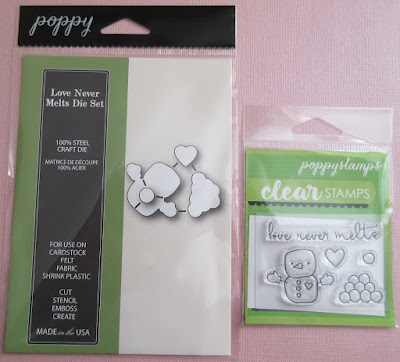 poppy
Love Never
Melts Die Set
100% STEEL
CRAFT DIE
MATRICE DE DÉCOUPE
100% ACIER
FOR USE ON
CARDSTOCK
FELT
FABRIC
SHRINK PLASTIC
CUT
STENCIL
EMBOSS
CREATE
MADE in the USA
poppystamps
clear STAMPS
love never melts